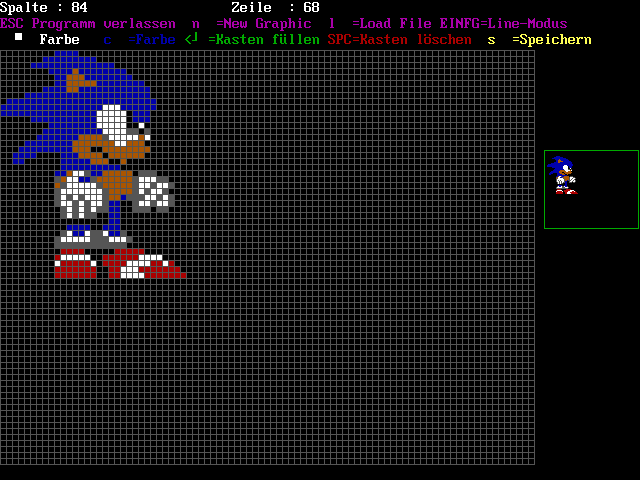 Spalte : 84 Zeile : 68
ESC Programm verlassen n =New Graphic l =Load File EINFG=Line-Modus
Farbe c =Farbe <┘ =Kasten füllen SPC=Kasten löschen s =Speichern